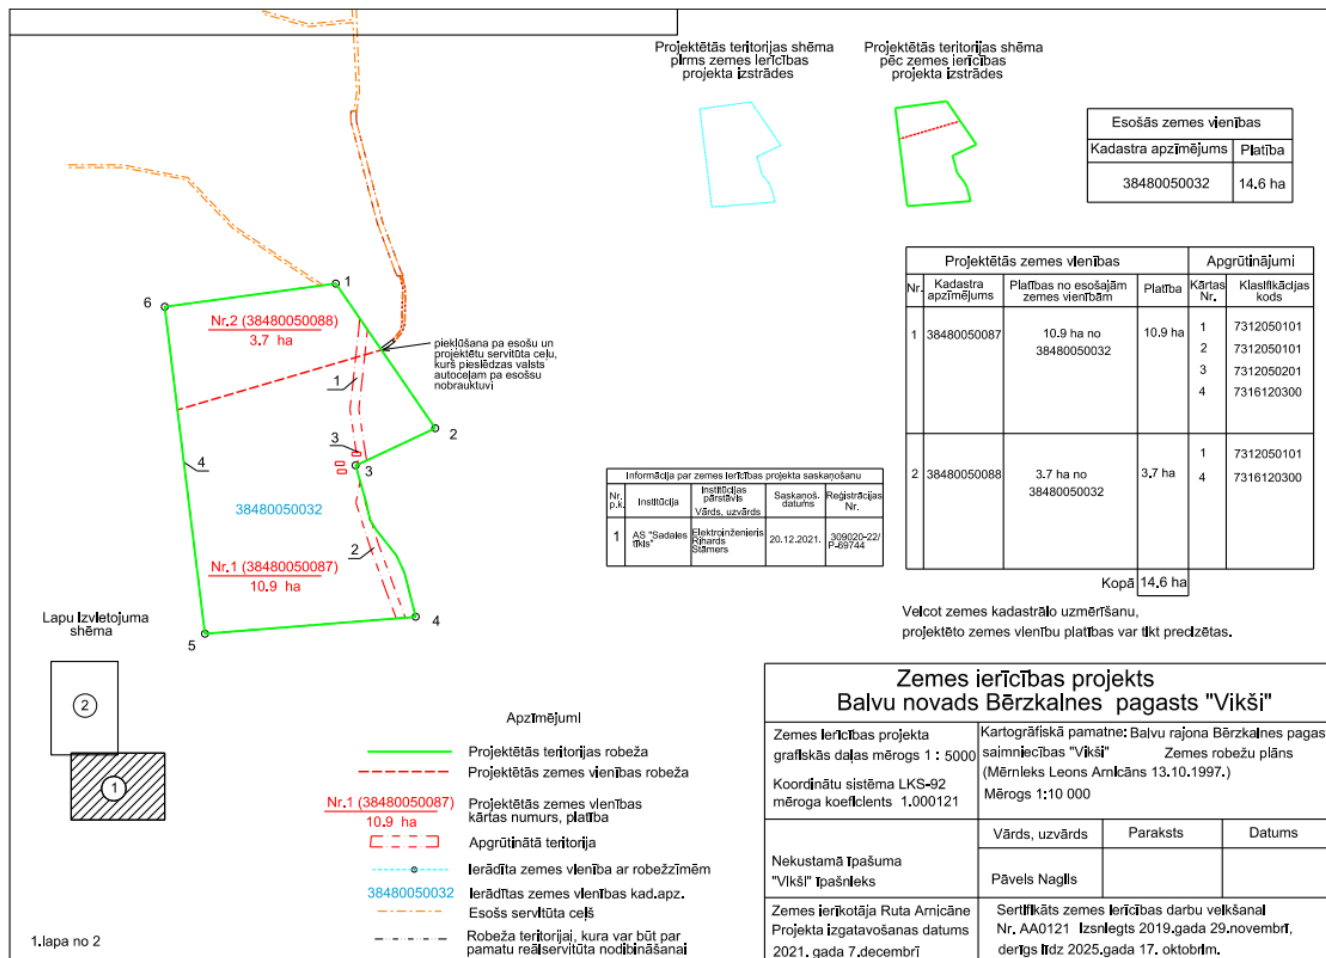 Projektētās teritorijas shēma
pirms zemes ierīcības
projekta izstrādes
Projektētās teritorijas shēma
pēc zemes ierīcības
projekta izstrādes
Esošās zemes vienības
Kadastra apzīmējums Platība
38480050032 14.6 ha
Projektētās zemes vienības Apgrūtinājumi
Nr. Kadastra apzīmējums Platības no esošajām zemes vienībām Platība Kārtas Nr. Klasifikācijas kods
1 38480050087 10.9 ha no 38480050032 10.9 ha 1 7312050101
2 7312050101
3 7312050201
4 7316120300
2 38480050088 3.7 ha no 38480050032 3.7 ha 1 7312050101
4 7316120300
Kopā 14.6 ha
Veicot zemes kadastrālo uzmērīšanu,
projektēto zemes vienību platības var tikt precizētas.
1
6
Nr.2 (38480050088)
3.7 ha
piekļūšana pa esošu un
projektētu servitūta ceļu,
kurš pieslēdzas valsts
autoceļam pa esošsu
nobrauktuvi
1
2
3
3
4
38480050032
2
Nr.1 (38480050087)
10.9 ha
4
5
Informācija par zemes ierīcības projekta saskaņošanu
Nr. p.k. Institūcija Institūcijas pārstāvis Vārds, uzvārds Saskaņoš. datums Reģistrācijas Nr.
1 AS "Sadales tīkls" Elektroinženieris Rihards Stāmers 20.12.2021. 309020-22/ P-69744
Lapu izvietojuma
shēma
2
1
1.lapa no 2
Apzīmējumi
Projektētās teritorijas robeža
Projektētās zemes vienības robeža
Nr.1 (38480050087)
10.9 ha
Projektētās zemes vienības
kārtas numurs, platība
Apgrūtinātā teritorija
Ierādīta zemes vienība ar robežzīmēm
38480050032 Ierādītas zemes vienības kad.apz.
Esošs servitūta ceļš
Robeža teritorijai, kura var būt par
pamatu reālservitūta nodibināšanai
Zemes ierīcības projekts
Balvu novads Bērzkalnes pagasts "Vikši"
Zemes ierīcības projekta
grafiskās daļas mērogs 1 : 5000
Koordinātu sistēma LKS-92
mēroga koeficients 1.000121
Kartogrāfiskā pamatne: Balvu rajona Bērzkalnes pagas
saimniecības "Vikši" Zemes robežu plāns
(Mērnieks Leons Arnicāns 13.10.1997.)
Mērogs 1:10 000
Vārds, uzvārds Paraksts Datums
Nekustamā īpašuma
"Vikši" īpašnieks
Pāvels Naglis
Zemes ierīkotāja Ruta Arnicāne
Projekta izgatavošanas datums
2021. gada 7.decembrī
Sertifikāts zemes ierīcības darbu veikšanai
Nr. AA0121 Izsniegts 2019.gada 29.novembrī,
derīgs līdz 2025.gada 17. oktobrim.